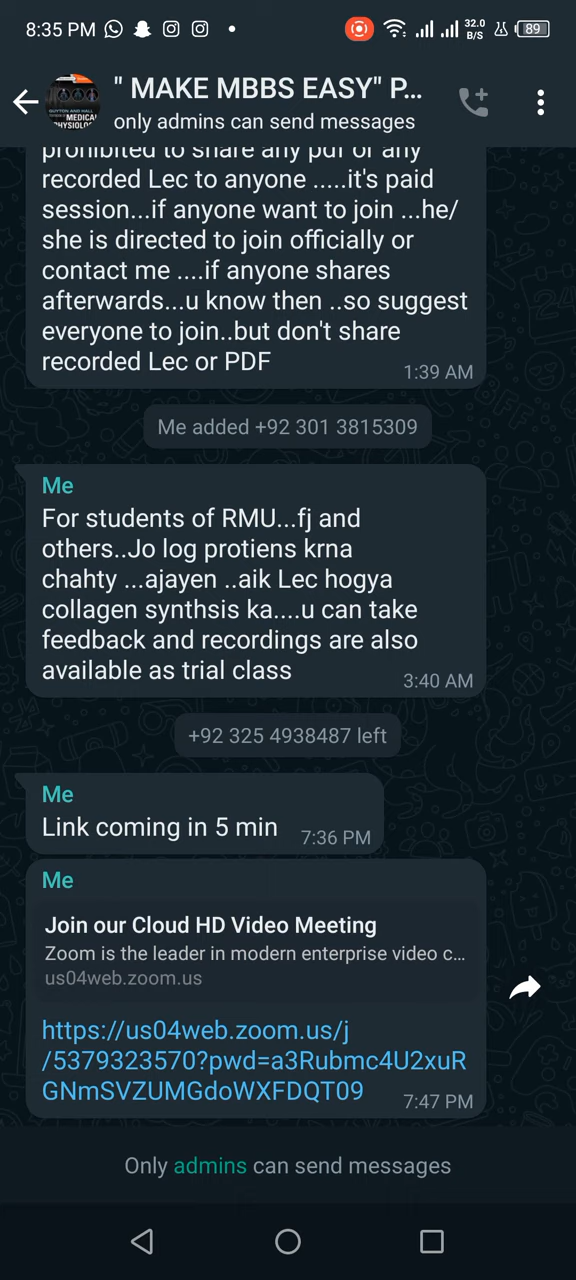 8:35 PM
32.0 B/S
89
" MAKE MBBS EASY" P...
only admins can send messages
GUYTON AND HALL
MEDICAL
PHYSIOLO
prohibited to share any pdf or any
recorded Lec to anyone .....it's paid
session...if anyone want to join ...he/
she is directed to join officially or
contact me ....if anyone shares
afterwards...u know then ..so suggest
everyone to join..but don't share
recorded Lec or PDF
1:39 AM
Me added +92 301 3815309
Me
For students of RMU...fj and
others..Jo log protiens krna
chahty ...ajayen ..aik Lec hogya
collagen synthsis ka....u can take
feedback and recordings are also
available as trial class
3:40 AM
+92 325 4938487 left
Me
Link coming in 5 min
7:36 PM
Me
Join our Cloud HD Video Meeting
Zoom is the leader in modern enterprise video c...
us04web.zoom.us
https://us04web.zoom.us/j
/5379323570?pwd=a3Rubmc4U2xuR
GNmSVZUMGdoWXFDQT09
7:47 PM
Only admins can send messages